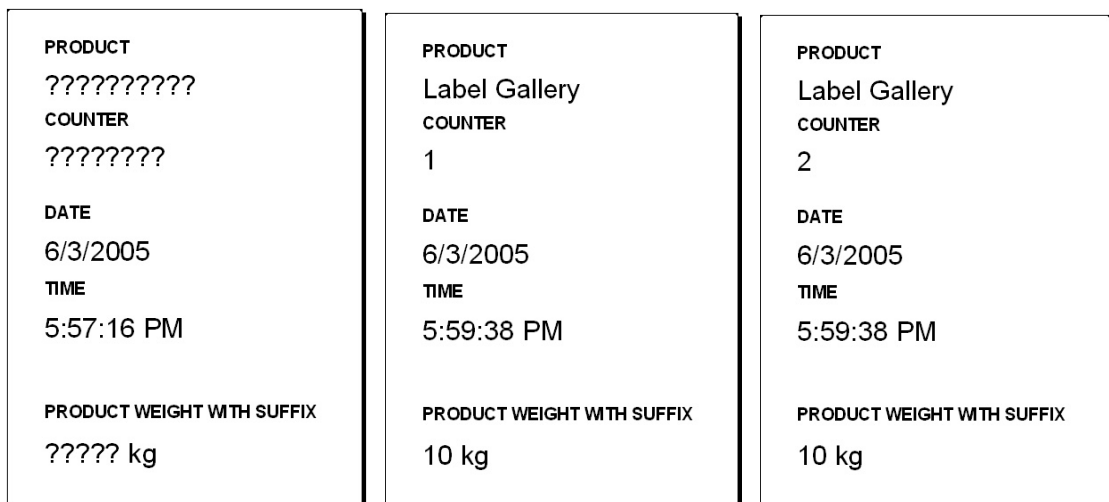 PRODUCT
??????????
COUNTER
????????
DATE
6/3/2005
TIME
5:57:16 PM
PRODUCT WEIGHT WITH SUFFIX
????? kg
PRODUCT
Label Gallery
COUNTER
1
DATE
6/3/2005
TIME
5:59:38 PM
PRODUCT WEIGHT WITH SUFFIX
10 kg
PRODUCT
Label Gallery
COUNTER
2
DATE
6/3/2005
TIME
5:59:38 PM
PRODUCT WEIGHT WITH SUFFIX
10 kg